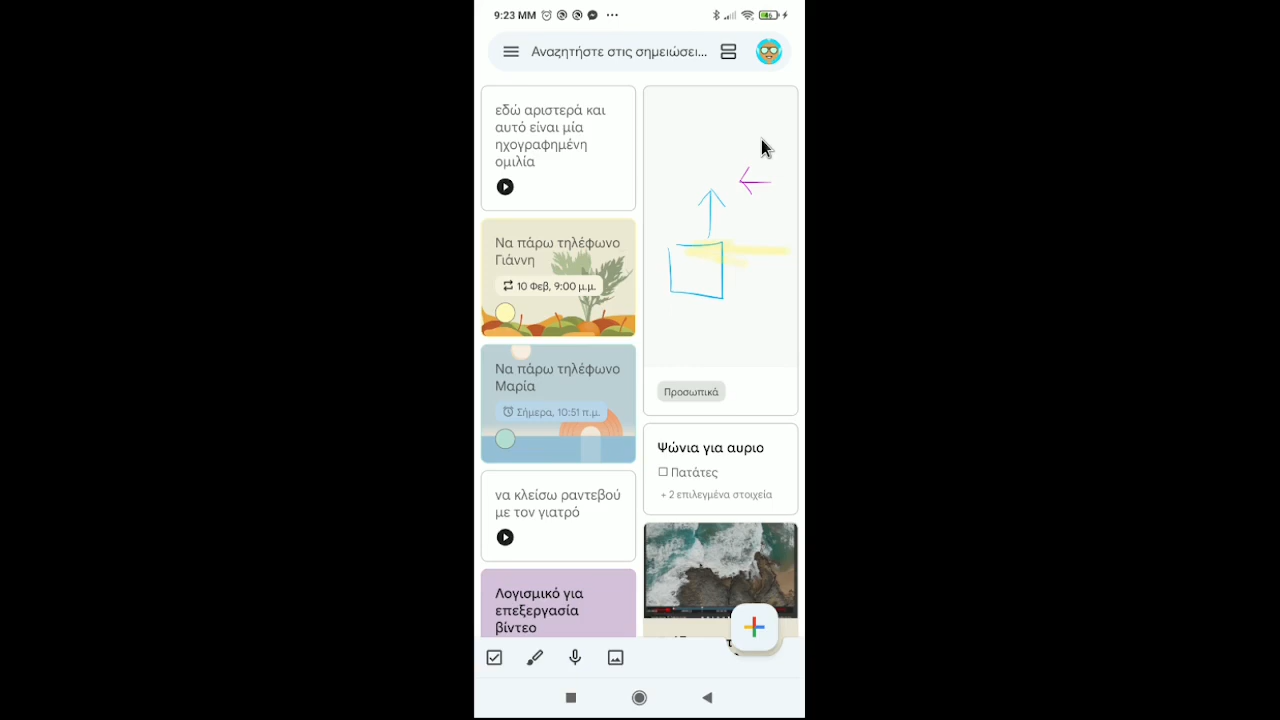 9:23 ΜΜ
Αναζητήστε στις σημειώσει...
εδώ αριστερά και
αυτό είναι μία
ηχογραφημένη
ομιλία
Να πάρω τηλέφωνο
Γιάννη
10 Φεβ, 9:00 μ.μ.
Να πάρω τηλέφωνο
Μαρία
Σήμερα, 10:51 π.μ.
να κλείσω ραντεβού
με τον γιατρό
Λογισμικό για
επεξεργασία
βίντεο
Προσωπικά
Ψώνια για αυριο
Πατάτες
+ 2 επιλεγμένα στοιχεία